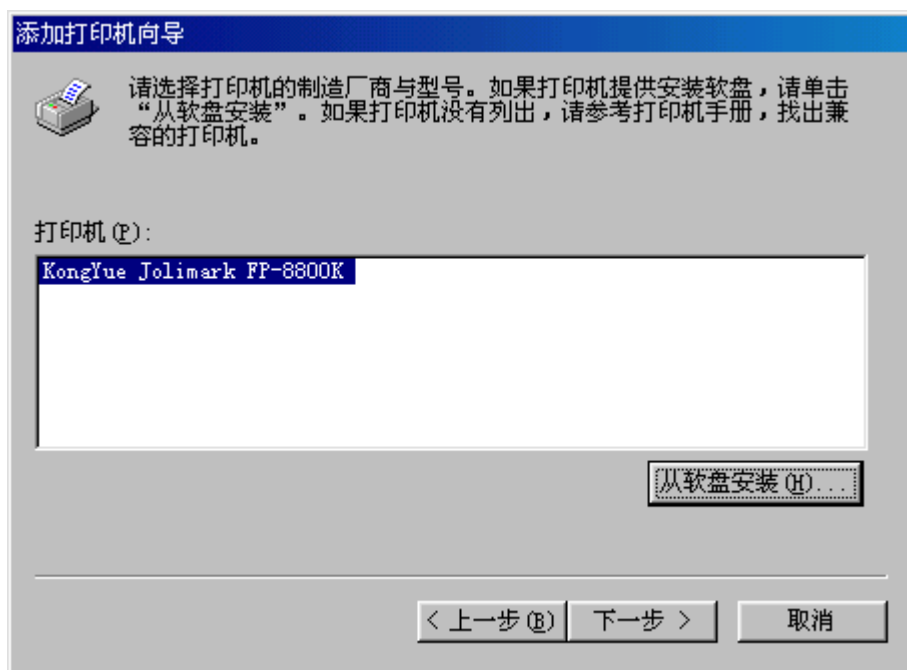 添加打印机向导
请选择打印机的制造厂商与型号。如果打印机提供安装软盘，请单击
“从软盘安装”。如果打印机没有列出，请参考打印机手册，找出兼
容的打印机。
打印机(P):
KongYue Jolimark FP-8800K
从软盘安装(H)...
< 上一步(B)
下一步 >
取消